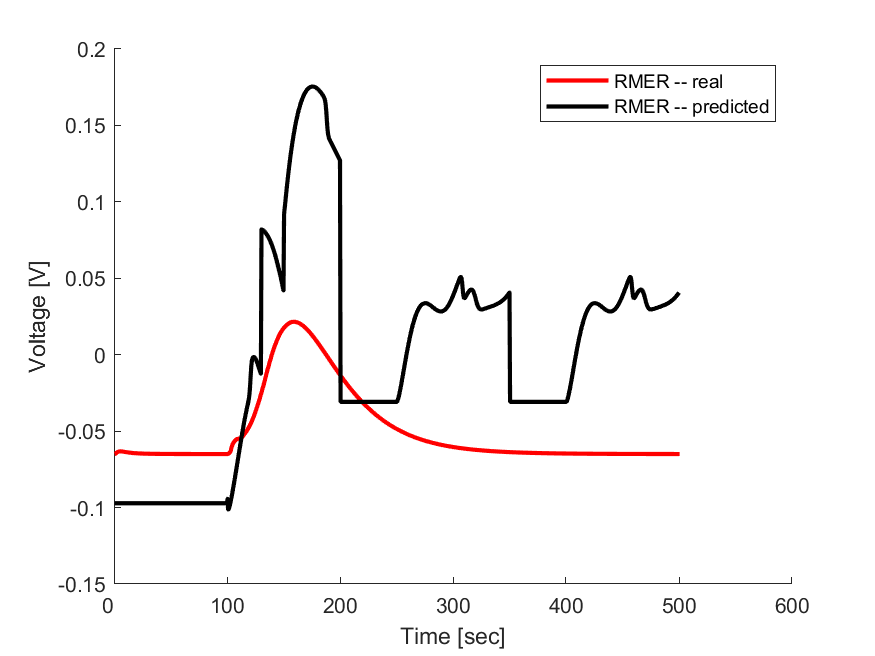 0.2
0.15
0.1
0.05
0
-0.05
-0.1
-0.15
0 100 200 300 400 500 600
Voltage [V]
Time [sec]
RMER -- real
RMER -- predicted